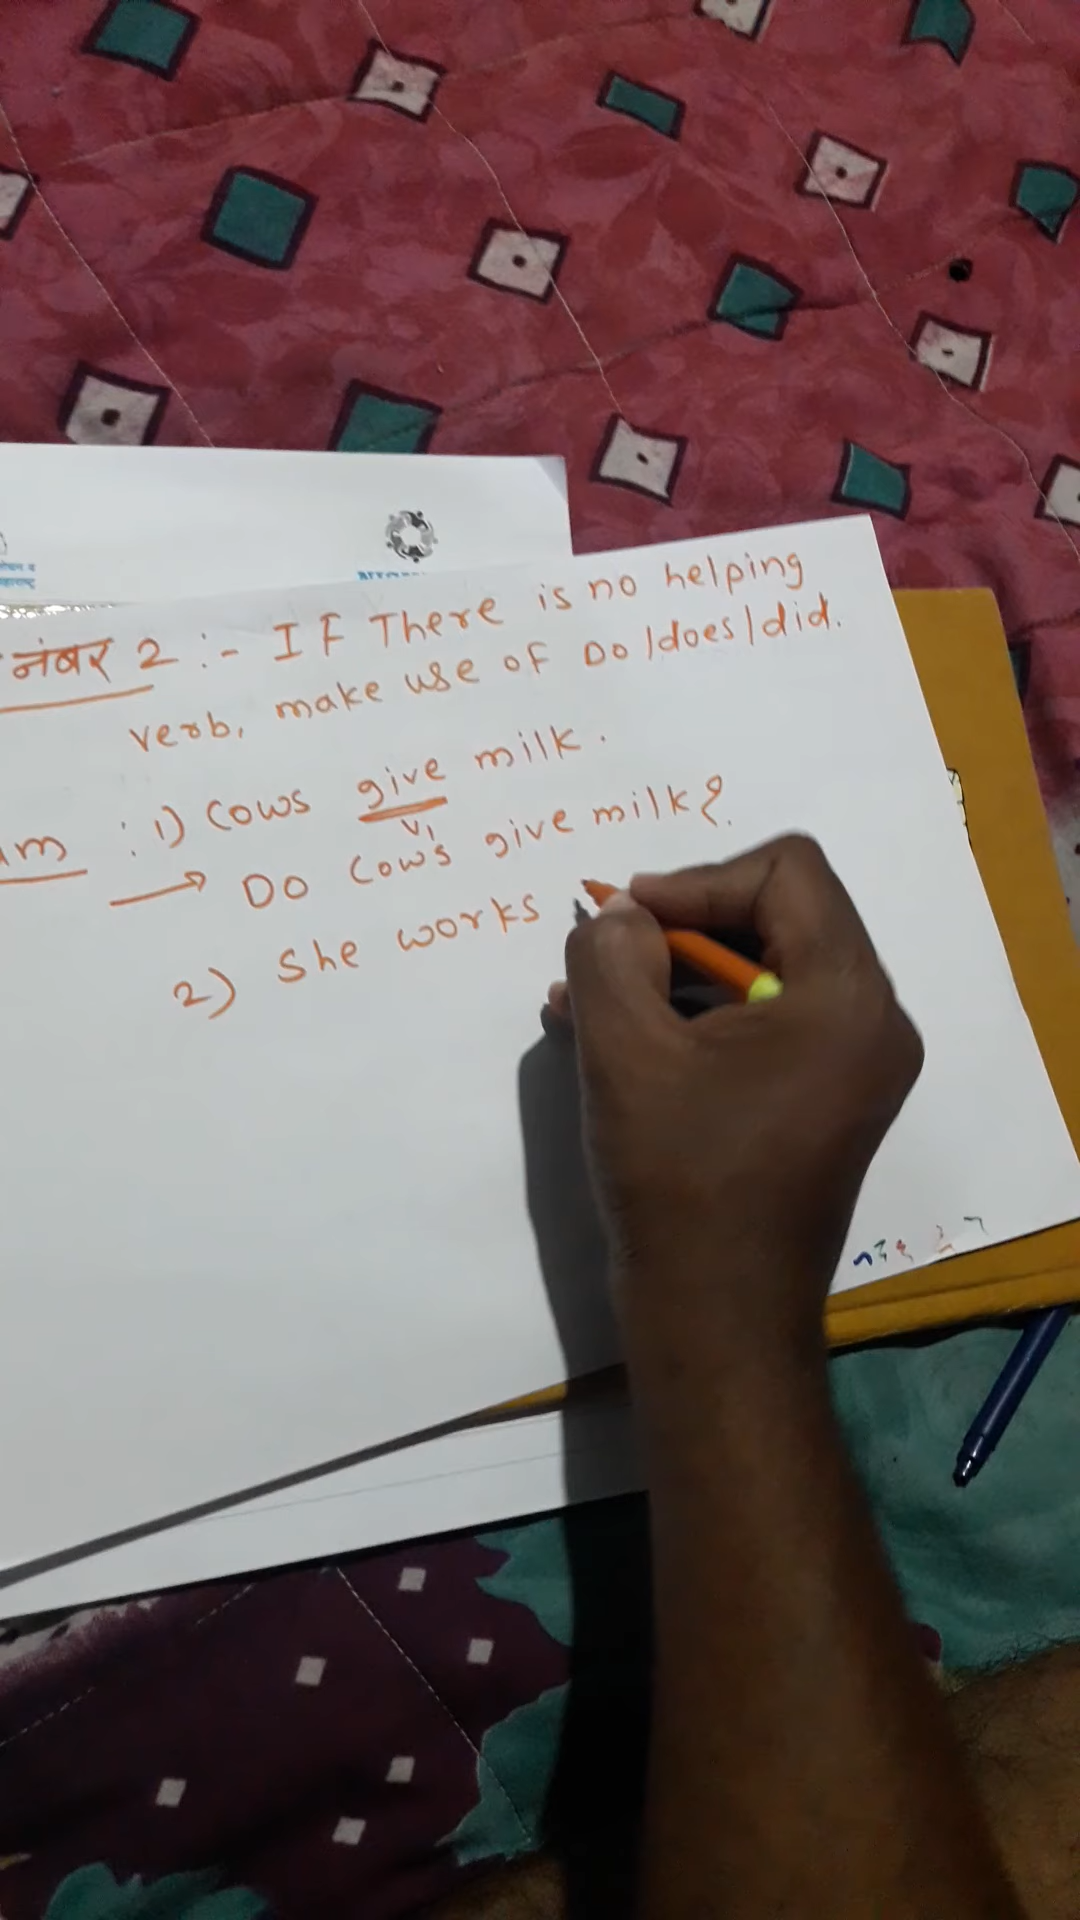 नंबर 2 :- IF There is no helping
verb, make use of Do/does/did.
: 1) Cows give milk.
V1
→ Do Cows give milk?
2) She works